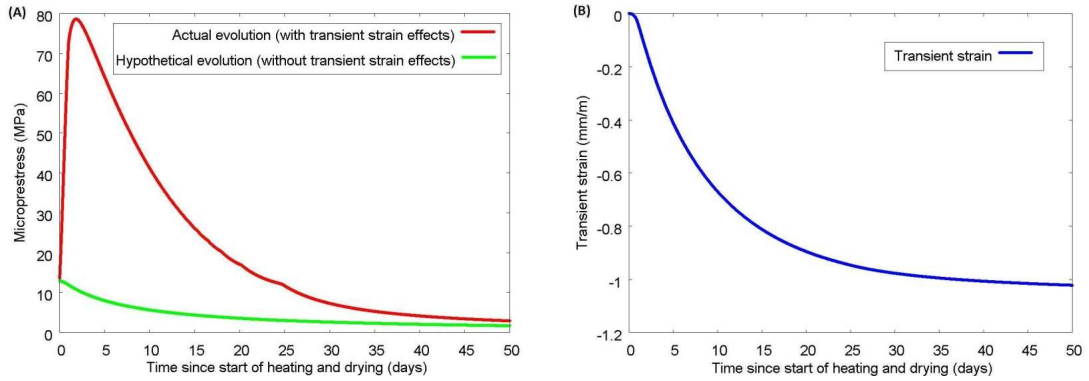 (A)
80
70
60
50
40
30
20
10
0
Microprestress (MPa)
Actual evolution (with transient strain effects)
Hypothetical evolution (without transient strain effects)
0 5 10 15 20 25 30 35 40 45 50
Time since start of heating and drying (days)
(B)
0
-0.2
-0.4
-0.6
-0.8
-1
-1.2
Transient strain (mm/m)
Transient strain
0 5 10 15 20 25 30 35 40 45 50
Time since start of heating and drying (days)